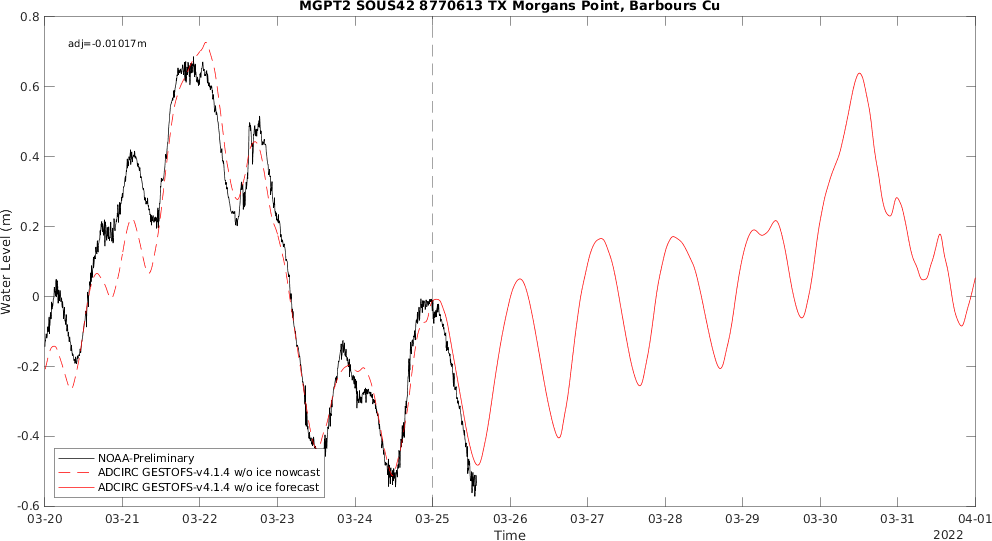 MGPT2 SOUS42 8770613 TX Morgans Point, Barbours Cu
adj=-0.01017m
0.8
0.6
0.4
0.2
0
-0.2
-0.4
-0.6
Water Level (m)
NOAA-Preliminary
ADCIRC GESTOFS-v4.1.4 w/o ice nowcast
ADCIRC GESTOFS-v4.1.4 w/o ice forecast
03-20 03-21 03-22 03-23 03-24 03-25 03-26 03-27 03-28 03-29 03-30 03-31 04-01
Time
2022